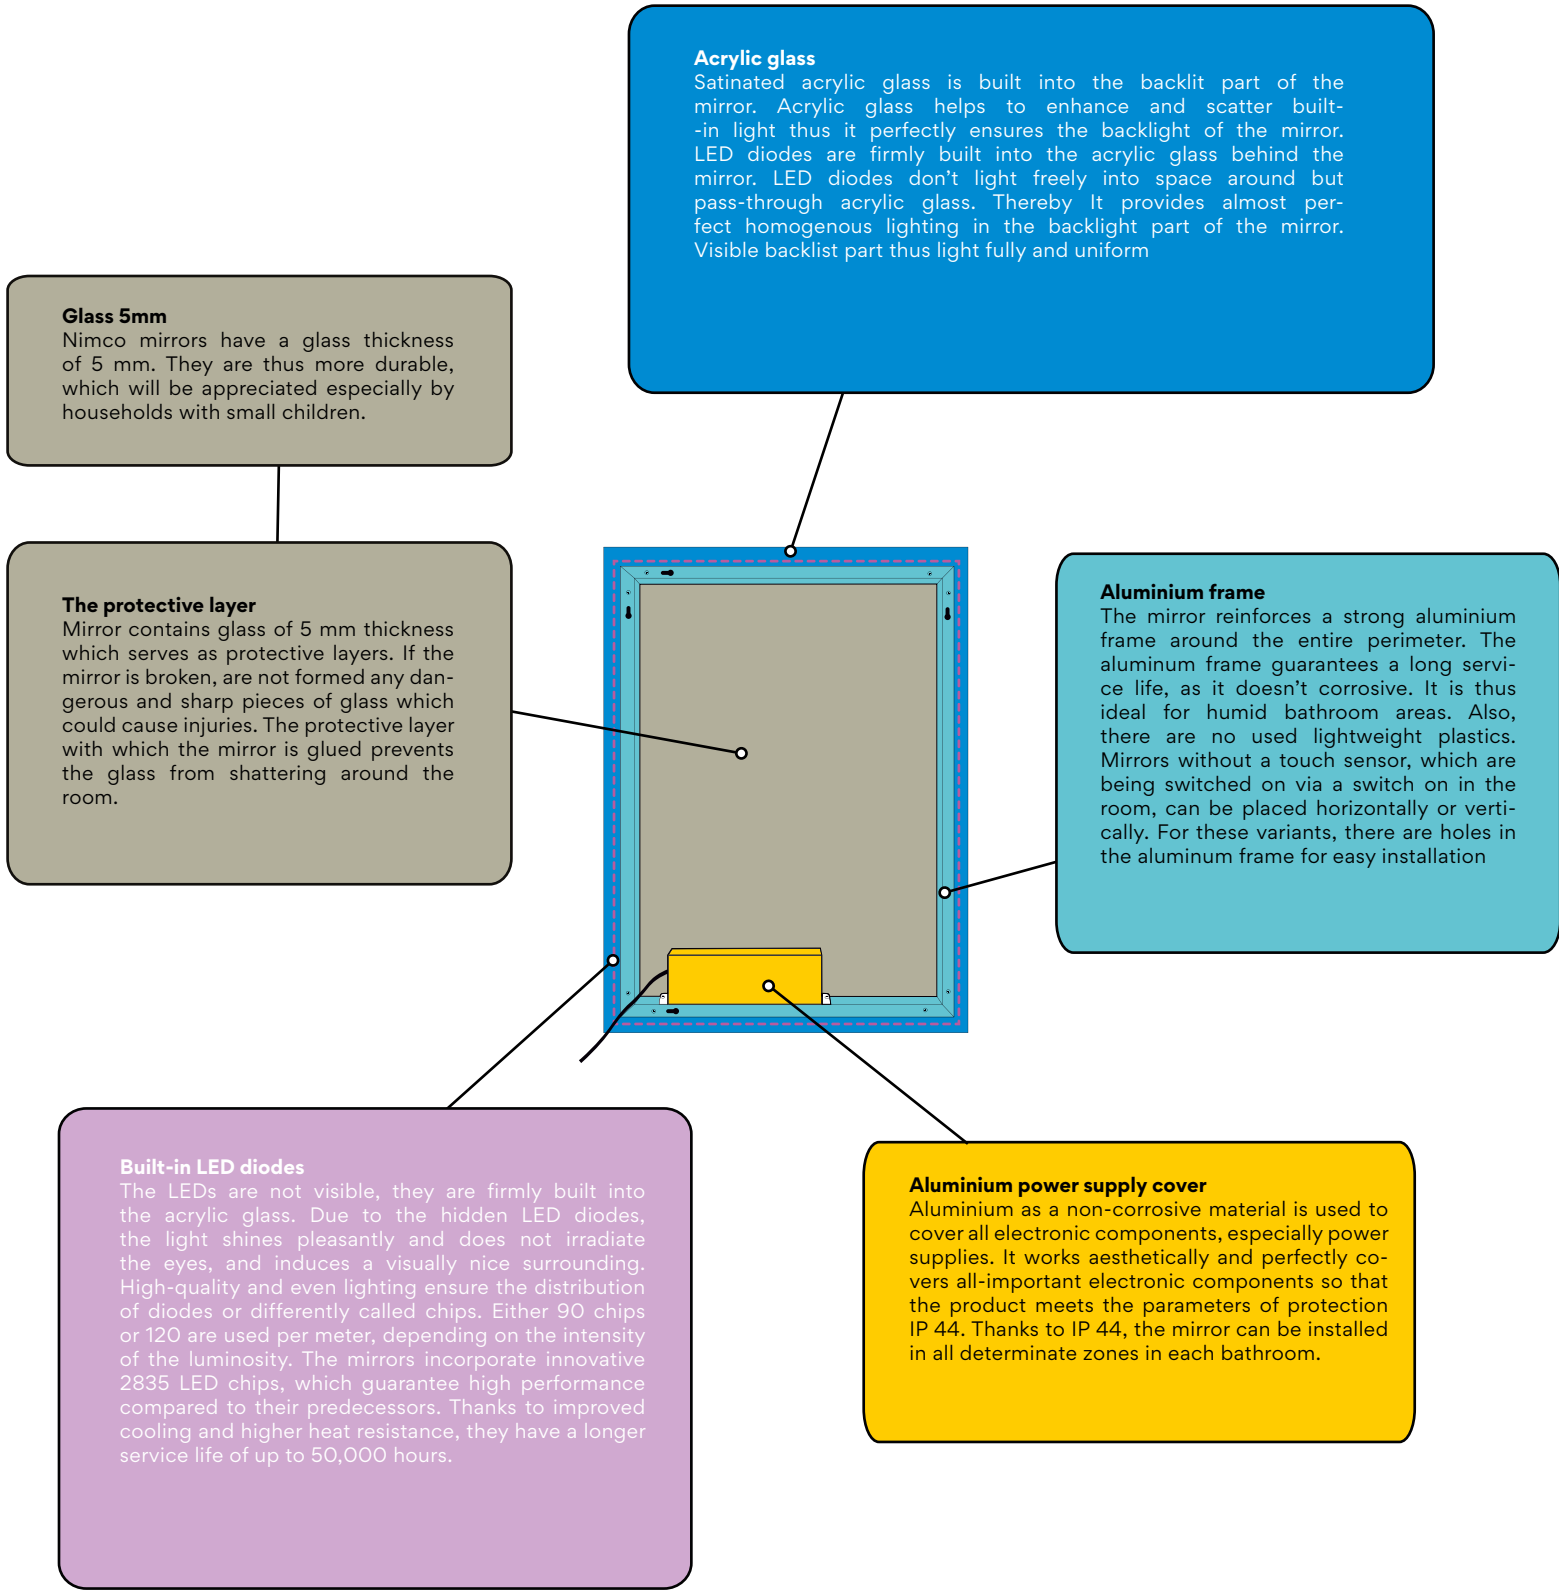 Acrylic glass
Satinated acrylic glass is built into the backlit part of the
mirror. Acrylic glass helps to enhance and scatter built-
-in light thus it perfectly ensures the backlight of the mirror.
LED diodes are firmly built into the acrylic glass behind the
mirror. LED diodes don't light freely into space around but
pass-through acrylic glass. Thereby It provides almost per-
fect homogenous lighting in the backlight part of the mirror.
Visible backlist part thus light fully and uniform
Glass 5mm
Nimco mirrors have a glass thickness
of 5 mm. They are thus more durable,
which will be appreciated especially by
households with small children.
The protective layer
Mirror contains glass of 5 mm thickness
which serves as protective layers. If the
mirror is broken, are not formed any dan-
gerous and sharp pieces of glass which
could cause injuries. The protective layer
with which the mirror is glued prevents
the glass from shattering around the
room.
Aluminium frame
The mirror reinforces a strong aluminium
frame around the entire perimeter. The
aluminum frame guarantees a long servi-
ce life, as it doesn't corrosive. It is thus
ideal for humid bathroom areas. Also,
there are no used lightweight plastics.
Mirrors without a touch sensor, which are
being switched on via a switch on in the
room, can be placed horizontally or verti-
cally. For these variants, there are holes in
the aluminum frame for easy installation
Built-in LED diodes
The LEDs are not visible, they are firmly built into
the acrylic glass. Due to the hidden LED diodes,
the light shines pleasantly and does not irradiate
the eyes, and induces a visually nice surrounding.
High-quality and even lighting ensure the distribution
of diodes or differently called chips. Either 90 chips
or 120 are used per meter, depending on the intensity
of the luminosity. The mirrors incorporate innovative
2835 LED chips, which guarantee high performance
compared to their predecessors. Thanks to improved
cooling and higher heat resistance, they have a longer
service life of up to 50,000 hours.
Aluminium power supply cover
Aluminium as a non-corrosive material is used to
cover all electronic components, especially power
supplies. It works aesthetically and perfectly co-
vers all-important electronic components so that
the product meets the parameters of protection
IP 44. Thanks to IP 44, the mirror can be installed
in all determinate zones in each bathroom.